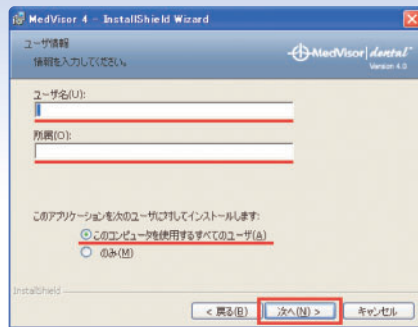 MedVisor 4 - InstallShield Wizard
ユーザ情報
情報を入力してください。
MedVisor dental
Version 4.0
ユーザ名(U):
所属(O):
このアプリケーションを次のユーザに対してインストールします:
このコンピュータを使用するすべてのユーザ(A)
のみ(M)
InstallShield
< 戻る(B)
次へ(N) >
キャンセル